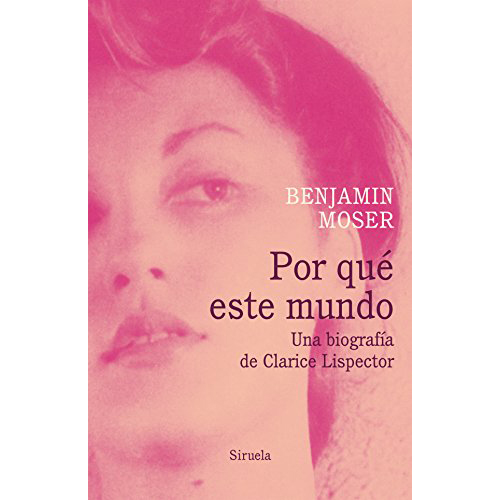 BENJAMIN
MOSER
Por qué
este mundo
Una biografía
de Clarice Lispector
Siruela